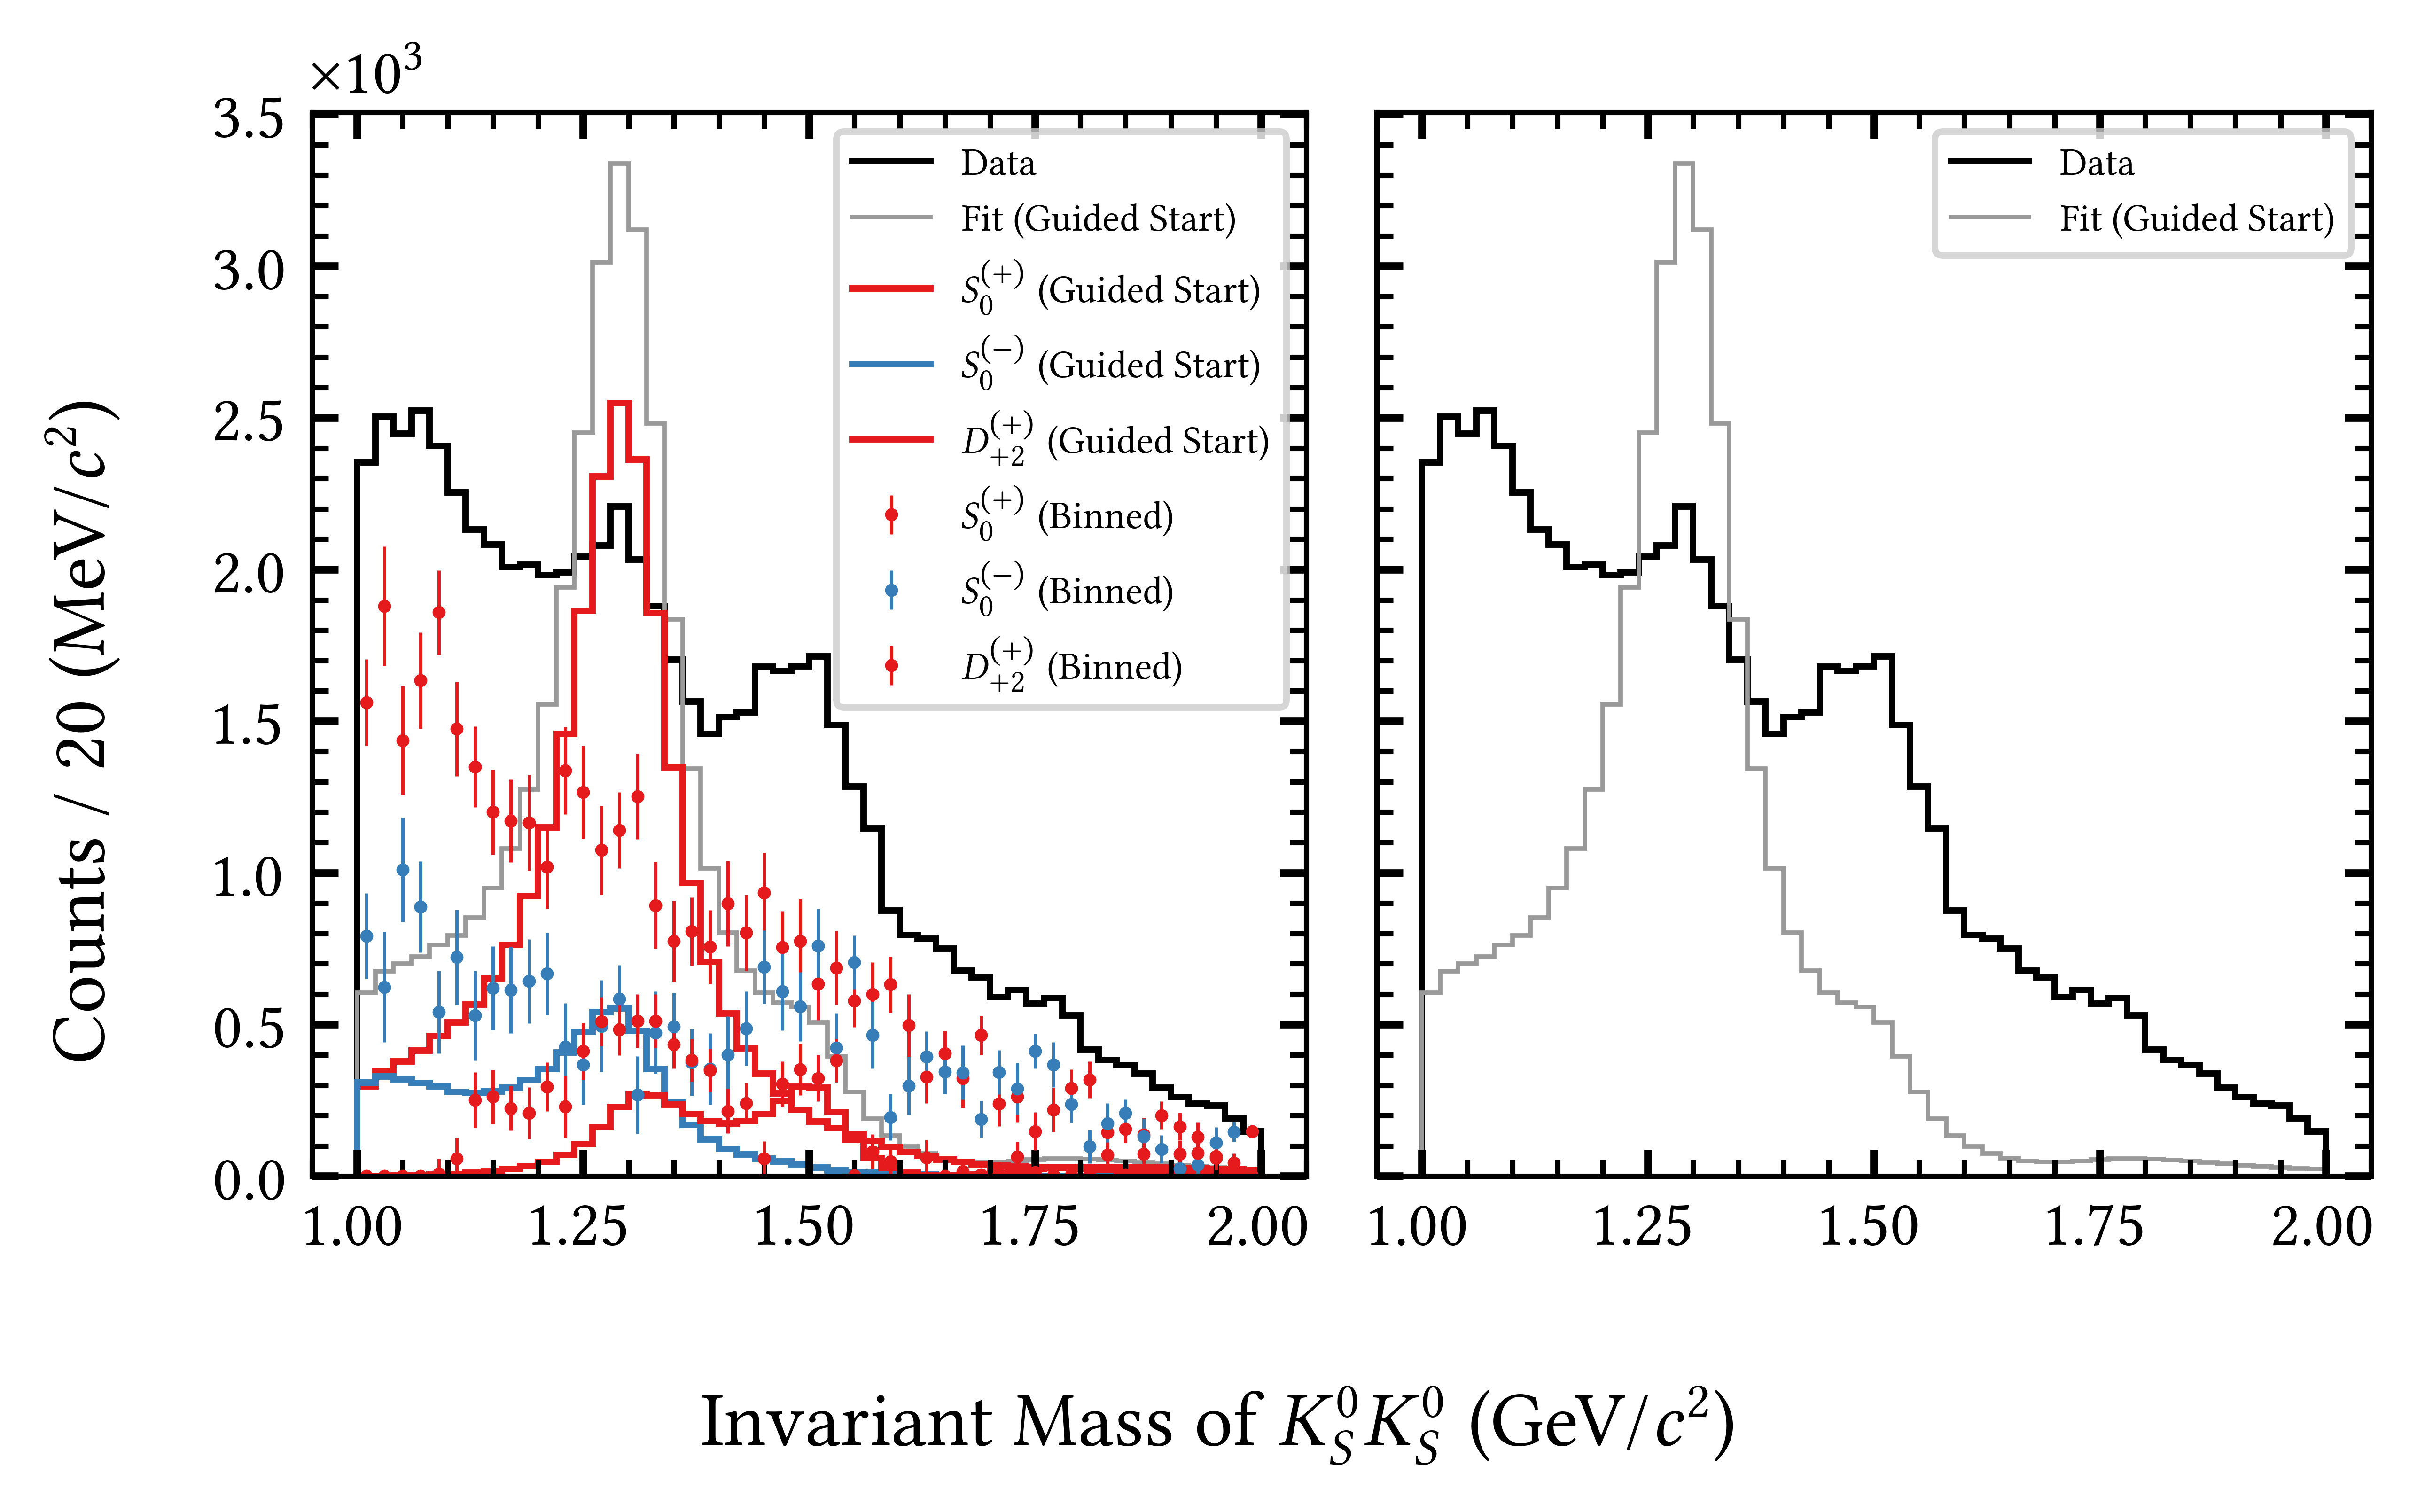 ×10³
3.5
3.0
2.5
2.0
1.5
1.0
0.5
0.0
Counts / 20 (MeV/c²)
Data
Fit (Guided Start)
S₀⁽⁺⁾ (Guided Start)
S₀⁽⁻⁾ (Guided Start)
D₊₂⁽⁺⁾ (Guided Start)
S₀⁽⁺⁾ (Binned)
S₀⁽⁻⁾ (Binned)
D₊₂⁽⁺⁾ (Binned)
1.00 1.25 1.50 1.75 2.00
Data
Fit (Guided Start)
1.00 1.25 1.50 1.75 2.00
Invariant Mass of K_S⁰K_S⁰ (GeV/c²)